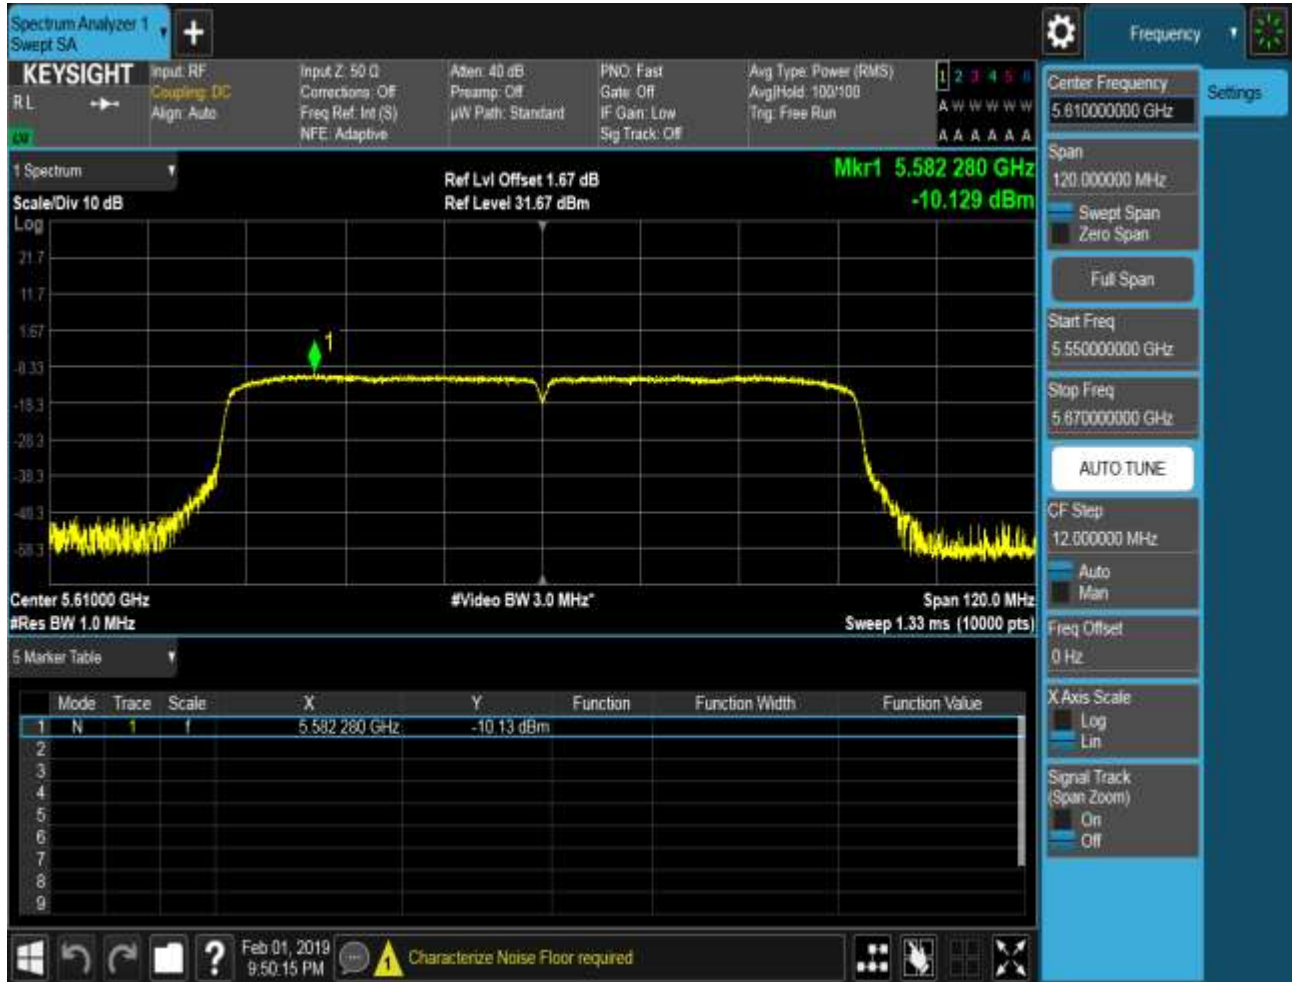 Spectrum Analyzer 1
Swept SA
Frequency
KEYSIGHT
RL
Input: RF
Coupling: DC
Align: Auto
Input Z: 50 Ω
Corrections: Off
Freq Ref: Int (S)
NFE: Adaptive
Atten: 40 dB
Preamp: Off
µW Path: Standard
PNO: Fast
Gate: Off
IF Gain: Low
Sig Track: Off
Avg Type: Power (RMS)
Avg|Hold: 100/100
Trig: Free Run
1 2 3 4 5 6
A W W W W W
A A A A A A
1 Spectrum
Scale/Div 10 dB
Ref Lvl Offset 1.67 dB
Ref Level 31.67 dBm
Mkr1 5.582 280 GHz
-10.129 dBm
Log
21.7
11.7
1.67
-8.33
-18.3
-28.3
-38.3
-48.3
-58.3
1
Center 5.61000 GHz
#Res BW 1.0 MHz
#Video BW 3.0 MHz*
Span 120.0 MHz
Sweep 1.33 ms (10000 pts)
5 Marker Table
Mode Trace Scale X Y Function Function Width Function Value
1 N 1 f 5.582 280 GHz -10.13 dBm
2
3
4
5
6
7
8
9
Feb 01, 2019
9:50:15 PM
?
1
Characterize Noise Floor required
Settings
Center Frequency
5.610000000 GHz
Span
120.000000 MHz
Swept Span
Zero Span
Full Span
Start Freq
5.550000000 GHz
Stop Freq
5.670000000 GHz
AUTO TUNE
CF Step
12.000000 MHz
Auto
Man
Freq Offset
0 Hz
X Axis Scale
Log
Lin
Signal Track
(Span Zoom)
On
Off